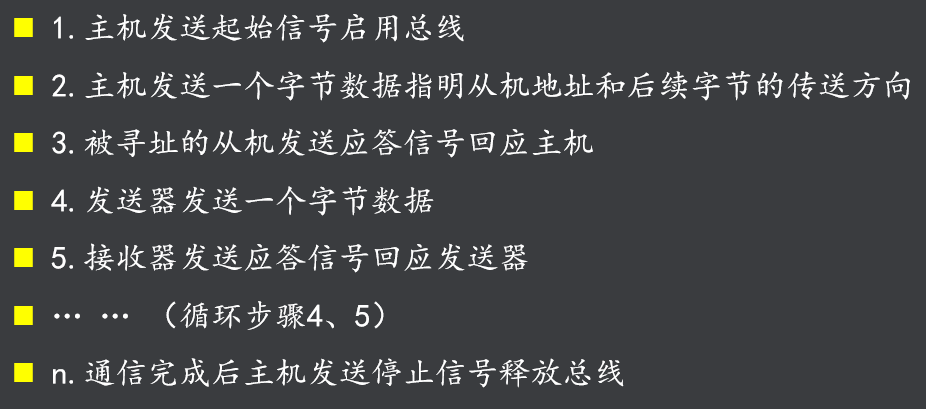 1.主机发送起始信号启用总线
2.主机发送一个字节数据指明从机地址和后续字节的传送方向
3.被寻址的从机发送应答信号回应主机
4.发送器发送一个字节数据
5.接收器发送应答信号回应发送器
… … （循环步骤4、5）
n.通信完成后主机发送停止信号释放总线